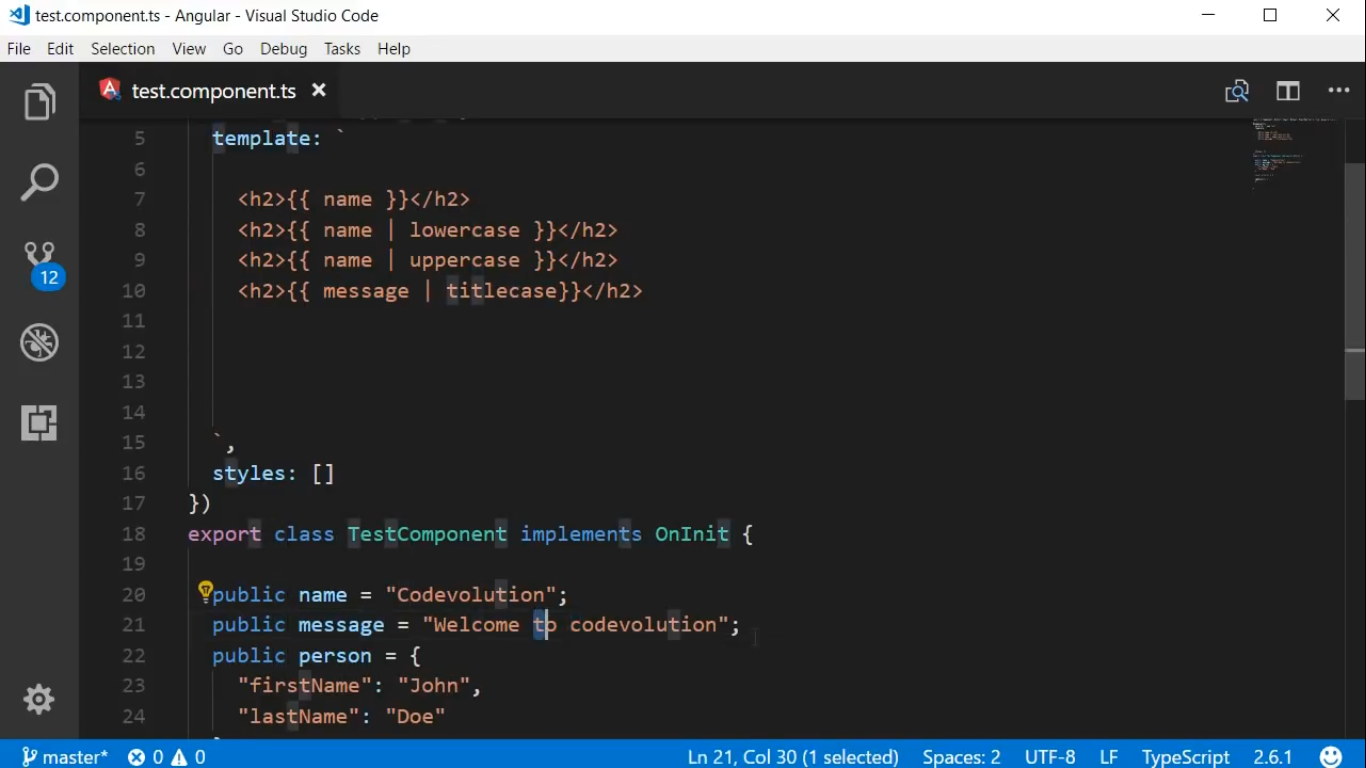 test.component.ts - Angular - Visual Studio Code
File Edit Selection View Go Debug Tasks Help
test.component.ts
5 template: `
6
7 <h2>{{ name }}</h2>
8 <h2>{{ name | lowercase }}</h2>
9 <h2>{{ name | uppercase }}</h2>
10 <h2>{{ message | titlecase}}</h2>
11
12
13
14
15 `,
16 styles: []
17 })
18 export class TestComponent implements OnInit {
19
20 public name = "Codevolution";
21 public message = "Welcome to codevolution";
22 public person = {
23 "firstName": "John",
24 "lastName": "Doe"
12
master* 0 0 Ln 21, Col 30 (1 selected) Spaces: 2 UTF-8 LF TypeScript 2.6.1